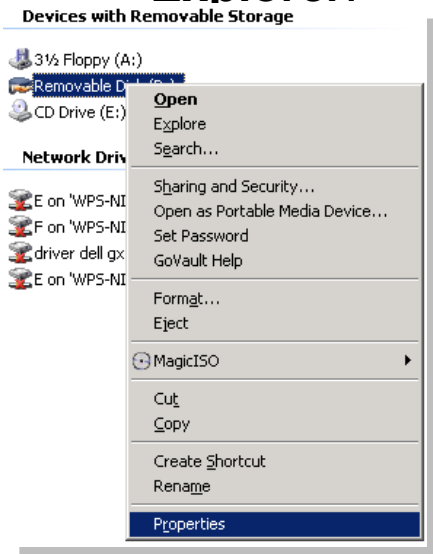 Devices with Removable Storage
3½ Floppy (A:)
Removable
CD Drive (E:)
Network Driv
E on 'WPS-NI
F on 'WPS-NI
driver dell gx
E on 'WPS-NI
Open
Explore
Search...
Sharing and Security...
Open as Portable Media Device...
Set Password
GoVault Help
Format...
Eject
MagicISO
Cut
Copy
Create Shortcut
Rename
Properties